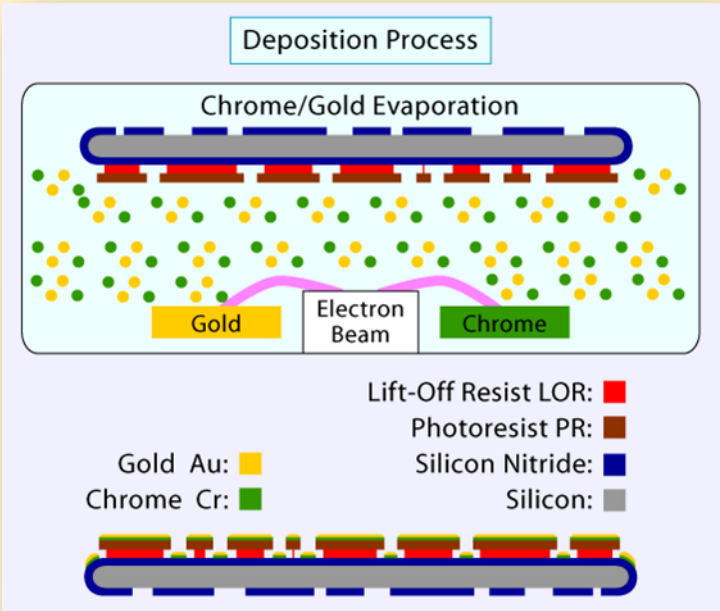 Deposition Process
Chrome/Gold Evaporation
Gold
Electron
Beam
Chrome
Lift-Off Resist LOR:
Photoresist PR:
Gold Au:
Silicon Nitride:
Chrome Cr:
Silicon: